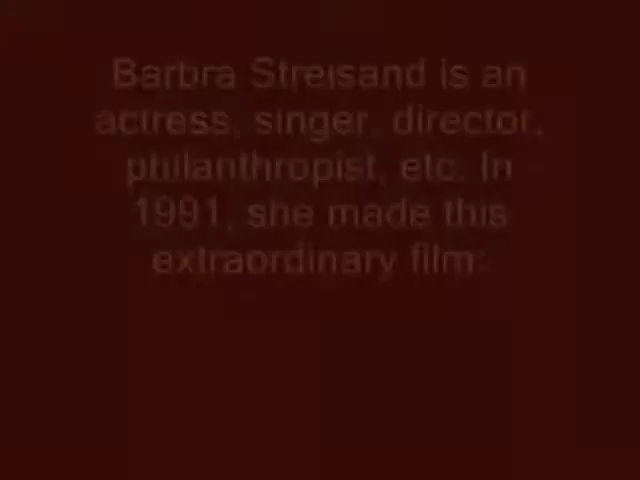 Barbra Streisand is an
actress, singer, director,
philanthropist, etc. In
1991, she made this
extraordinary film: